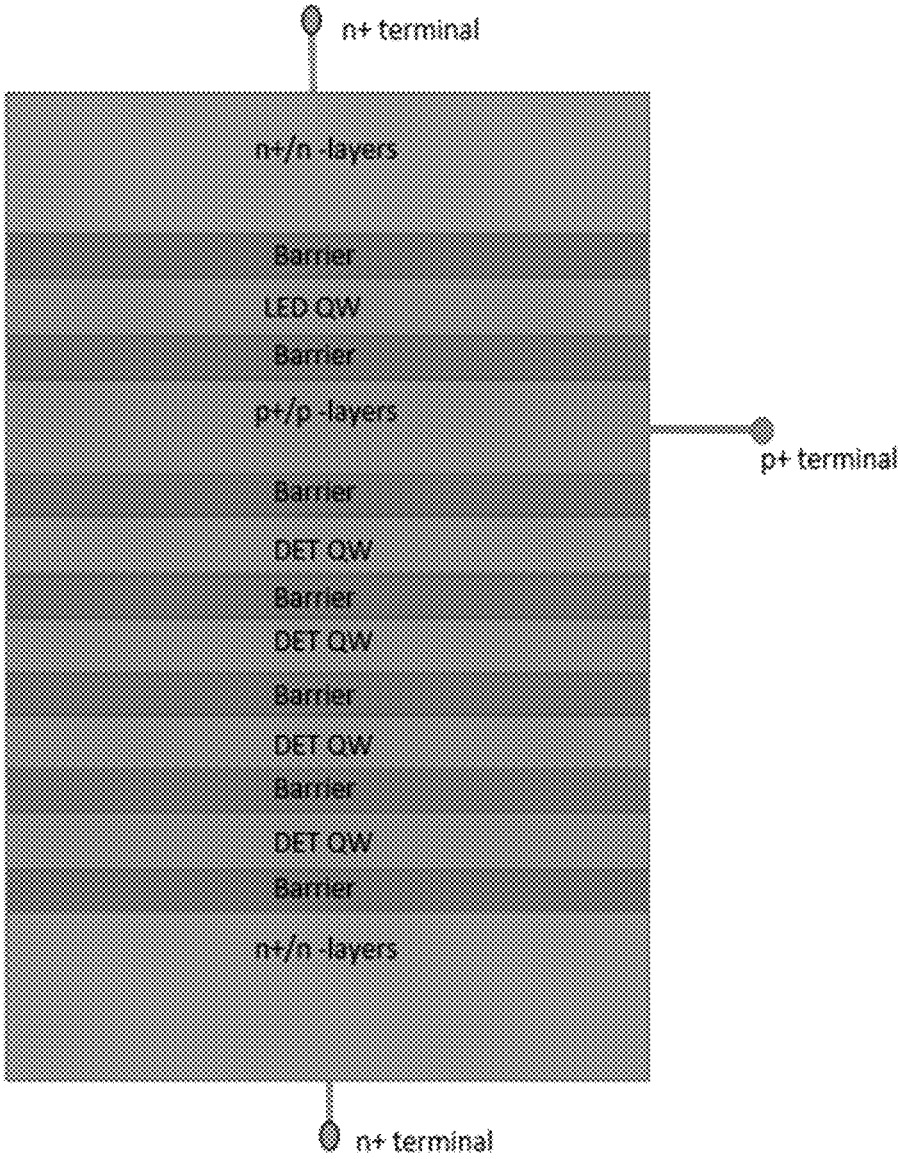 n+ terminal
n+/n -layers
Barrier
LED QW
Barrier
p+/p -layers
p+ terminal
Barrier
DET QW
Barrier
DET QW
Barrier
DET QW
Barrier
DET QW
Barrier
n+/n -layers
n+ terminal